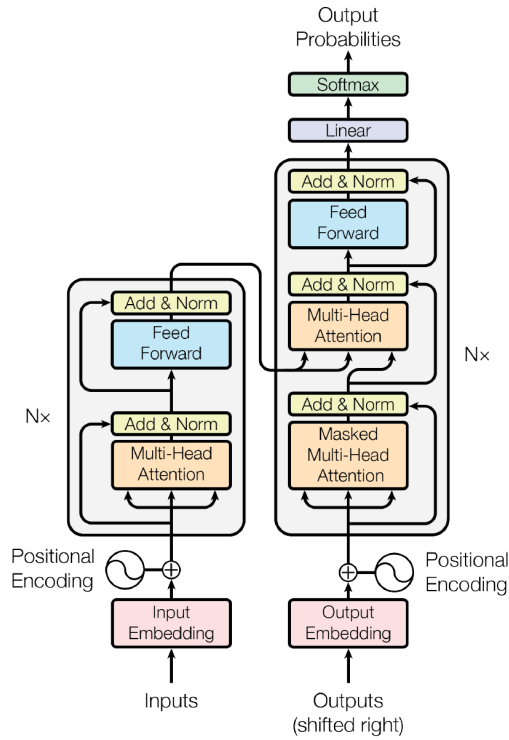 Output
Probabilities
Softmax
Linear
Add & Norm
Feed
Forward
Add & Norm
Multi-Head
Attention
Nx
Add & Norm
Masked
Multi-Head
Attention
Add & Norm
Feed
Forward
Nx
Add & Norm
Multi-Head
Attention
Positional
Encoding
Positional
Encoding
Input
Embedding
Output
Embedding
Inputs
Outputs
(shifted right)